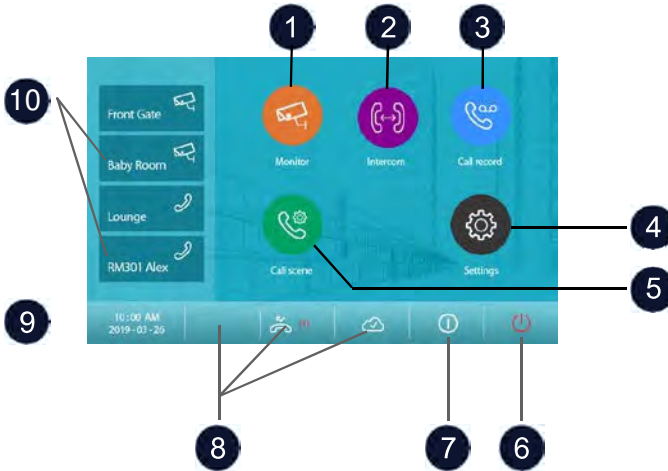 1
2
3
10
Front Gate
Baby Room
Lounge
RM301 Alex
Monitor
Intercom
Call record
Call scene
Settings
4
5
9
10:00 AM
2019-03-26
8
7
6